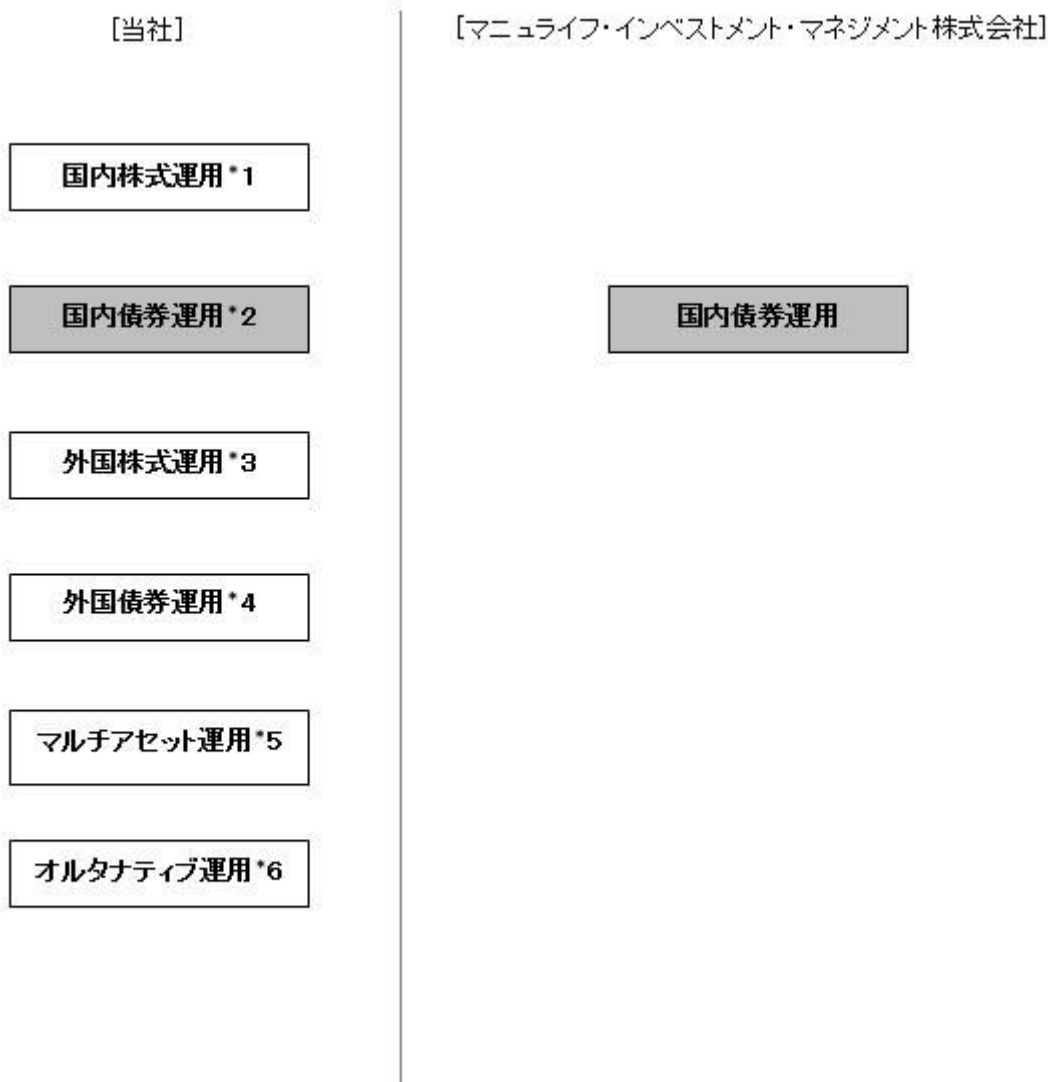 [当社]
[マニュライフ・インベストメント・マネジメント株式会社]
国内株式運用*1
国内債券運用*2
国内債券運用
外国株式運用*3
外国債券運用*4
マルチアセット運用*5
オルタナティブ運用*6